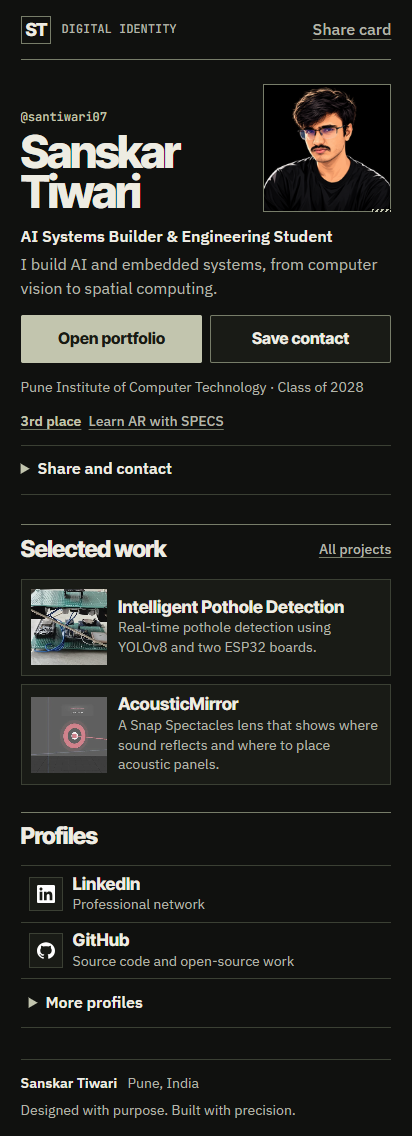 ST DIGITAL IDENTITY Share card
@santiwari07
Sanskar
Tiwari
AI Systems Builder & Engineering Student
I build AI and embedded systems, from computer
vision to spatial computing.
Open portfolio Save contact
Pune Institute of Computer Technology · Class of 2028
3rd place Learn AR with SPECS
Share and contact
Selected work All projects
Intelligent Pothole Detection
Real-time pothole detection using
YOLOv8 and two ESP32 boards.
AcousticMirror
A Snap Spectacles lens that shows where
sound reflects and where to place
acoustic panels.
Profiles
LinkedIn
Professional network
GitHub
Source code and open-source work
More profiles
Sanskar Tiwari Pune, India
Designed with purpose. Built with precision.